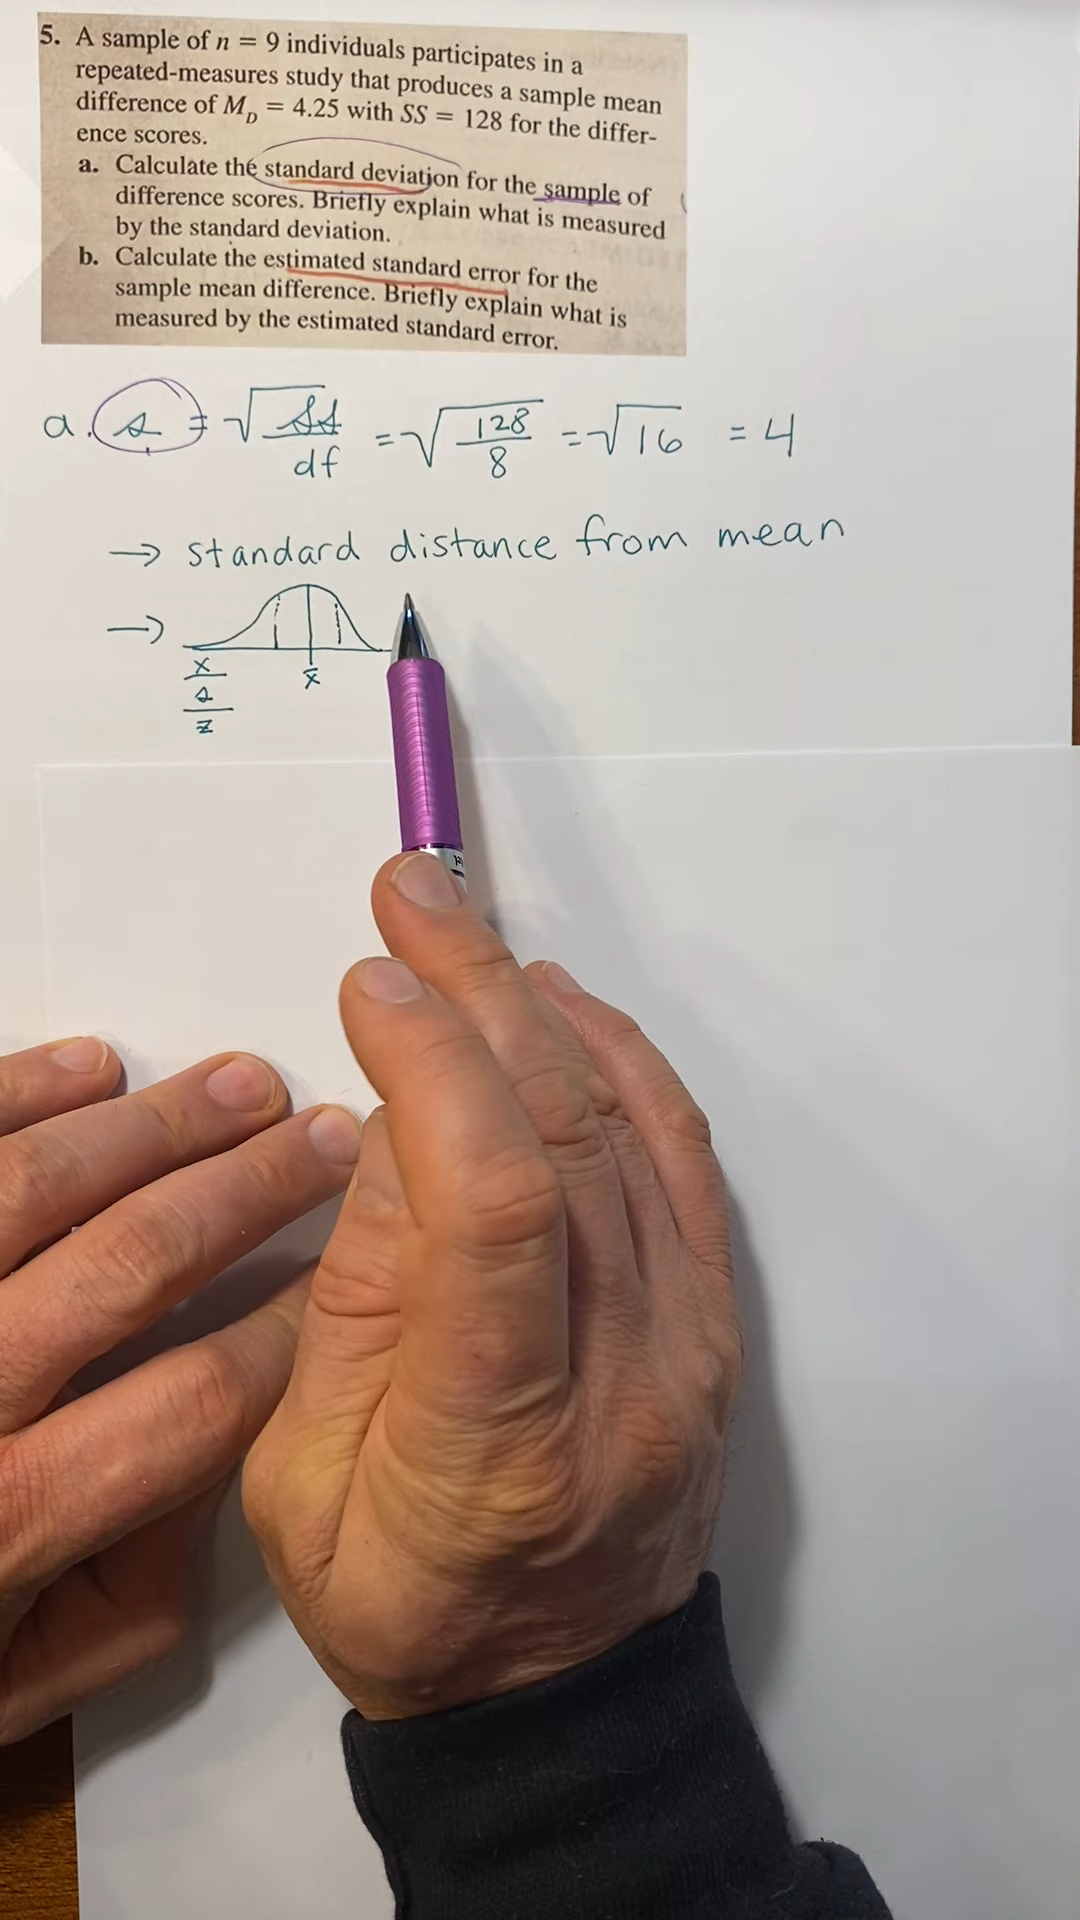 5. A sample of n = 9 individuals participates in a
repeated-measures study that produces a sample mean
difference of M_D = 4.25 with SS = 128 for the differ-
ence scores.
a. Calculate the standard deviation for the sample of
difference scores. Briefly explain what is measured
by the standard deviation.
b. Calculate the estimated standard error for the
sample mean difference. Briefly explain what is
measured by the estimated standard error.
a. s = √SS/df = √128/8 = √16 = 4
→ standard distance from mean
→
x
x̄
s
z